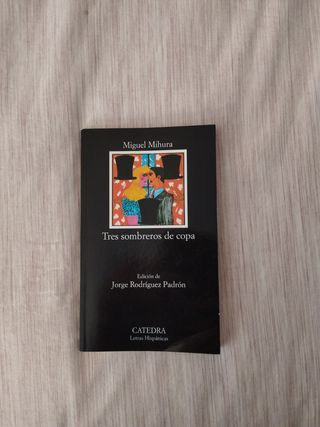 Miguel Mihura
Tres sombreros de copa
Edición de
Jorge Rodríguez Padrón
CATEDRA
Letras Hispánicas